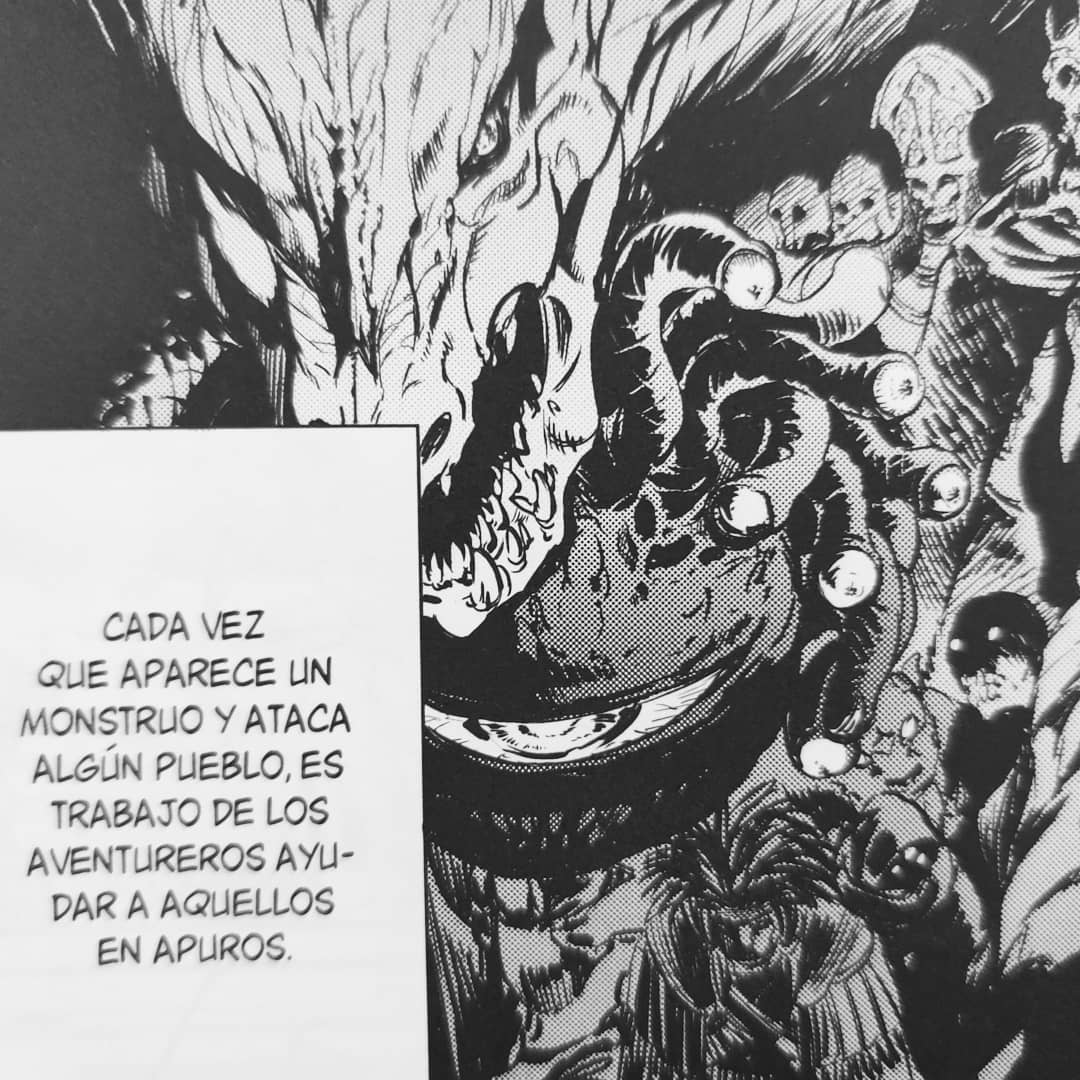 CADA VEZ
QUE APARECE UN
MONSTRUO Y ATACA
ALGÚN PUEBLO, ES
TRABAJO DE LOS
AVENTUREROS AYU-
DAR A AQUELLOS
EN APUROS.